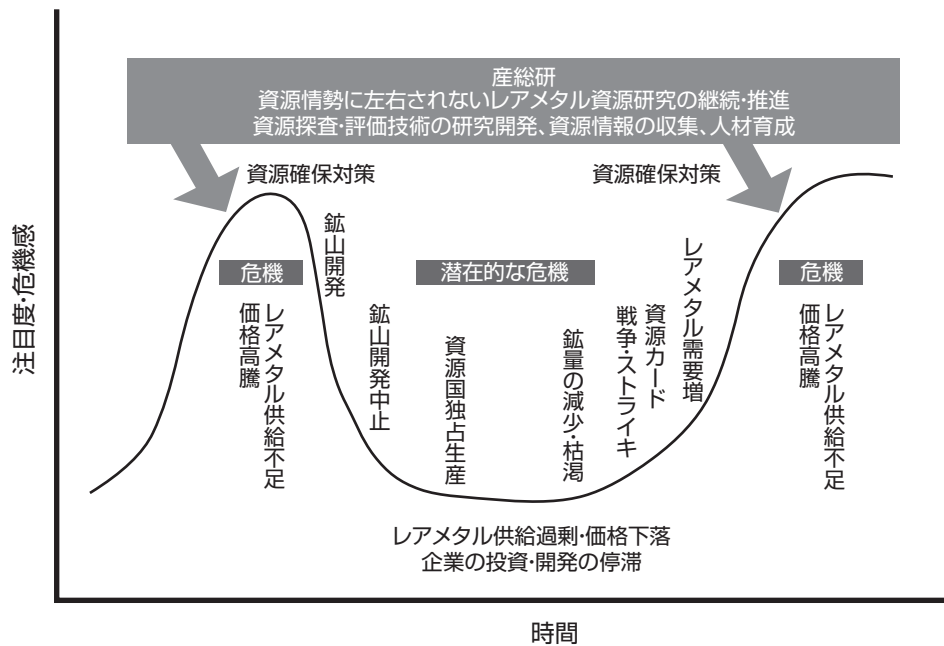 産総研
資源情勢に左右されないレアメタル資源研究の継続・推進
資源探査・評価技術の研究開発、資源情報の収集、人材育成
資源確保対策
資源確保対策
注目度・危機感
危機
レアメタル供給不足
価格高騰
鉱山開発
鉱山開発中止
潜在的な危機
資源国独占生産
鉱量の減少・枯渇
戦争・ストライキ
資源カード
レアメタル需要増
危機
レアメタル供給不足
価格高騰
レアメタル供給過剰・価格下落
企業の投資・開発の停滞
時間